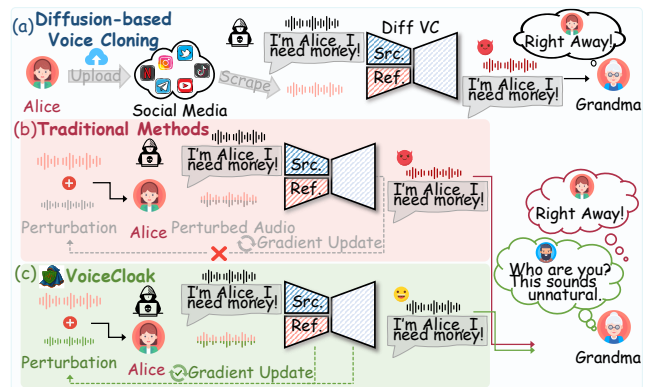 (a) Diffusion-based
Voice Cloning
Alice
Upload
Social Media
Scrape
I'm Alice I
need money!
Diff VC
Src.
Ref.
I'm Alice I
need money!
Right Away!
Grandma
(b) Traditional Methods
Perturbation
Alice
I'm Alice I
need money!
Perturbed Audio
Src.
Ref.
Gradient Update
I'm Alice I
need money!
Right Away!
(c) VoiceCloak
Perturbation
Alice
I'm Alice I
need money!
Src.
Ref.
Gradient Update
I'm Alice I
need money!
Who are you?
This sounds
unnatural..
Grandma